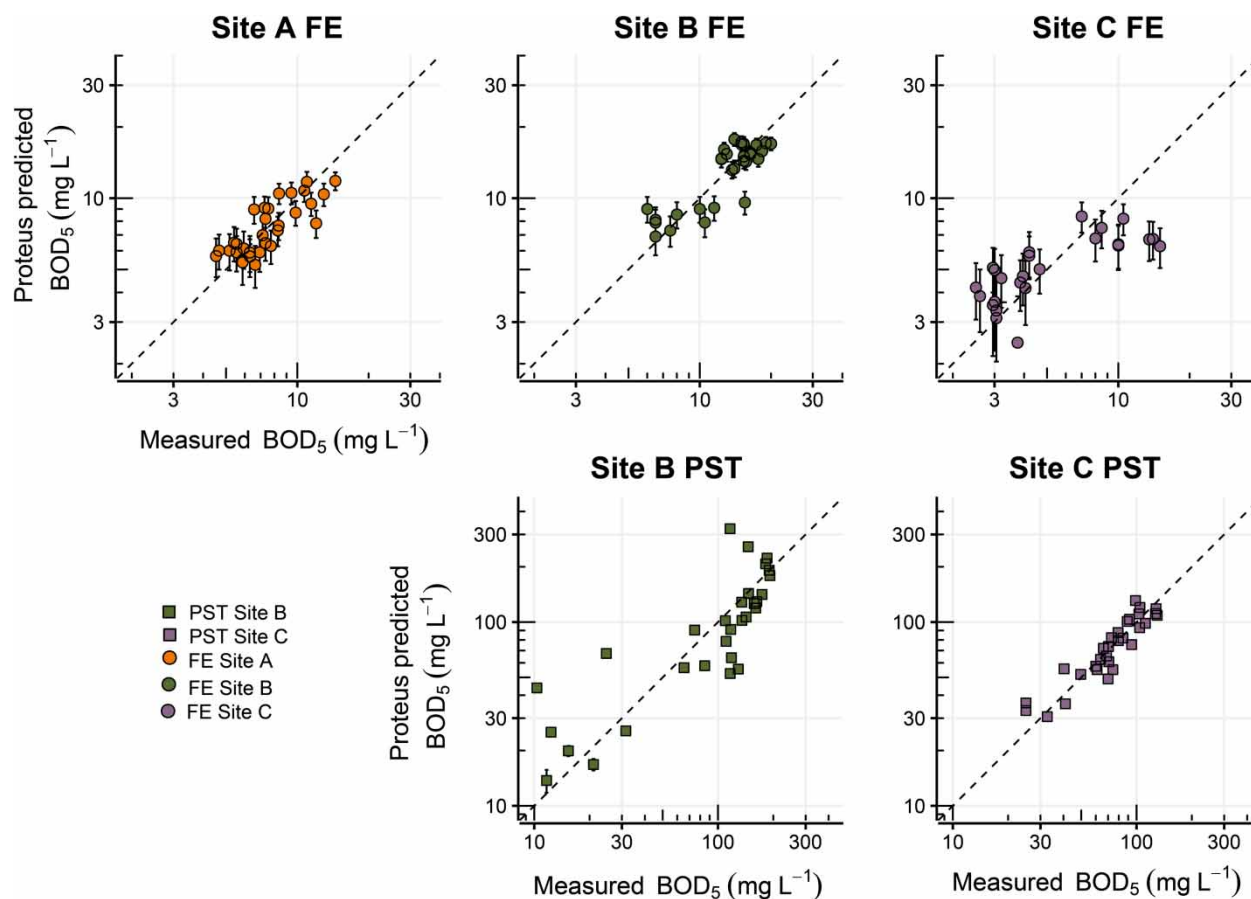 Site A FE
Site B FE
Site C FE
Proteus predicted
BOD₅ (mg L⁻¹)
30
10
3
3
10
30
Measured BOD₅ (mg L⁻¹)
30
10
3
3
10
30
30
10
3
3
10
30
Site B PST
Site C PST
PST Site B
PST Site C
FE Site A
FE Site B
FE Site C
Proteus predicted
BOD₅ (mg L⁻¹)
300
100
30
10
10
30
100
300
Measured BOD₅ (mg L⁻¹)
300
100
30
10
10
30
100
300
Measured BOD₅ (mg L⁻¹)